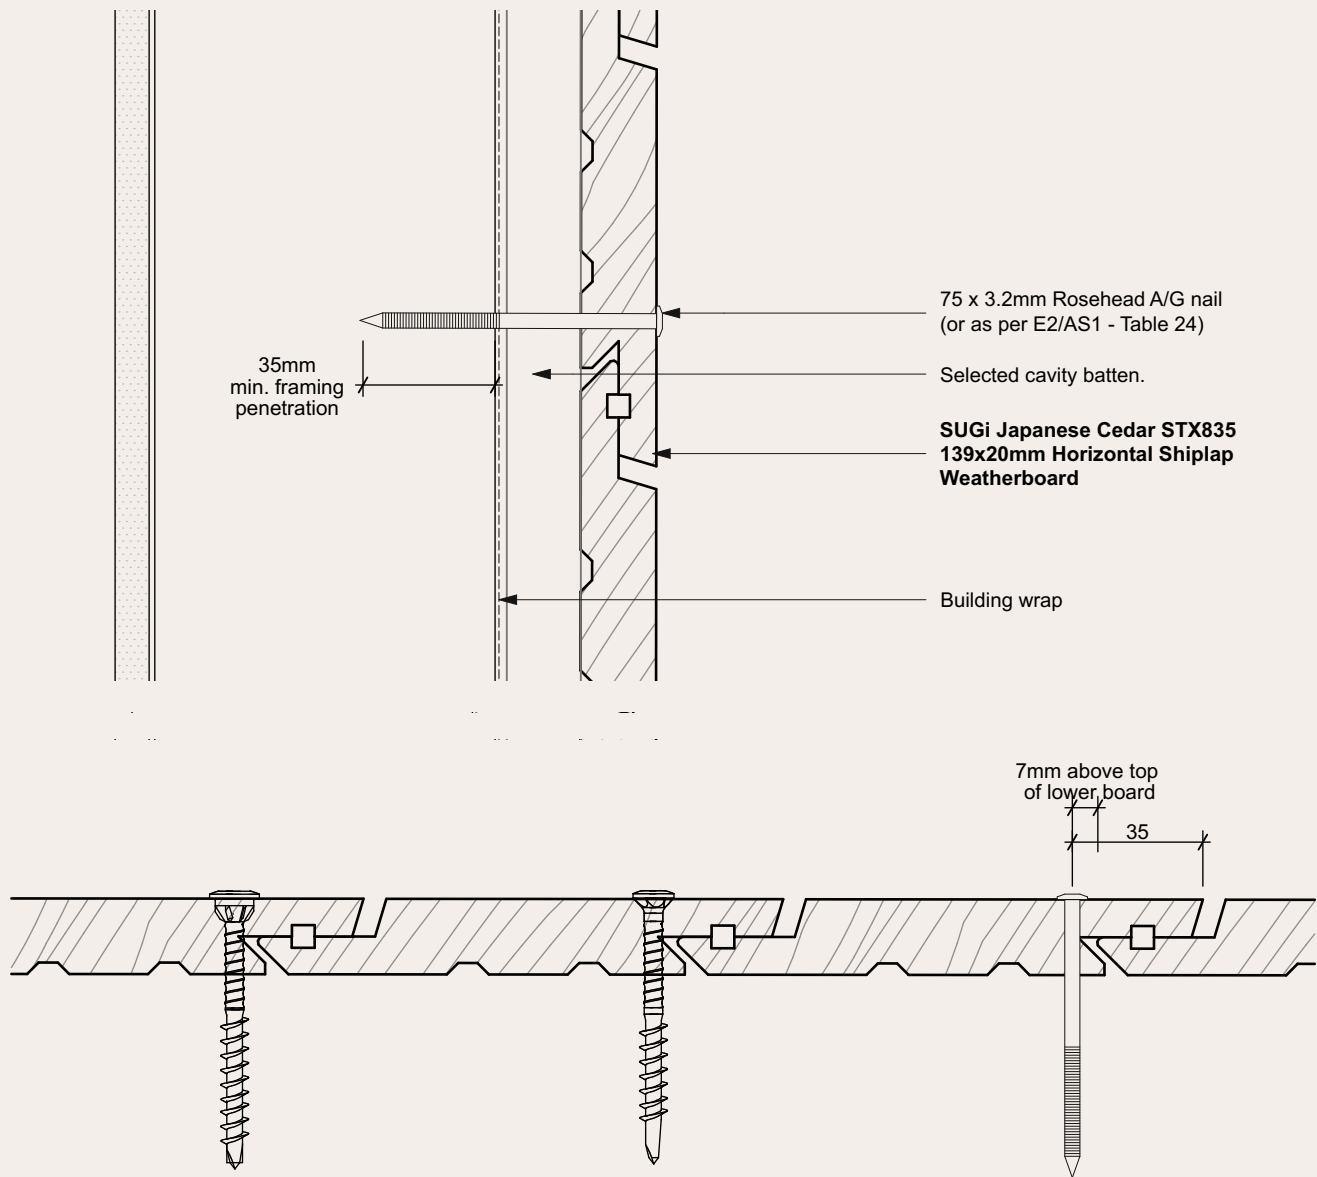 75 x 3.2mm Rosehead A/G nail
(or as per E2/AS1 - Table 24)
35mm
min. framing
penetration
Selected cavity batten.
SUGi Japanese Cedar STX835
139x20mm Horizontal Shiplap
Weatherboard
Building wrap
7mm above top
of lower board
35